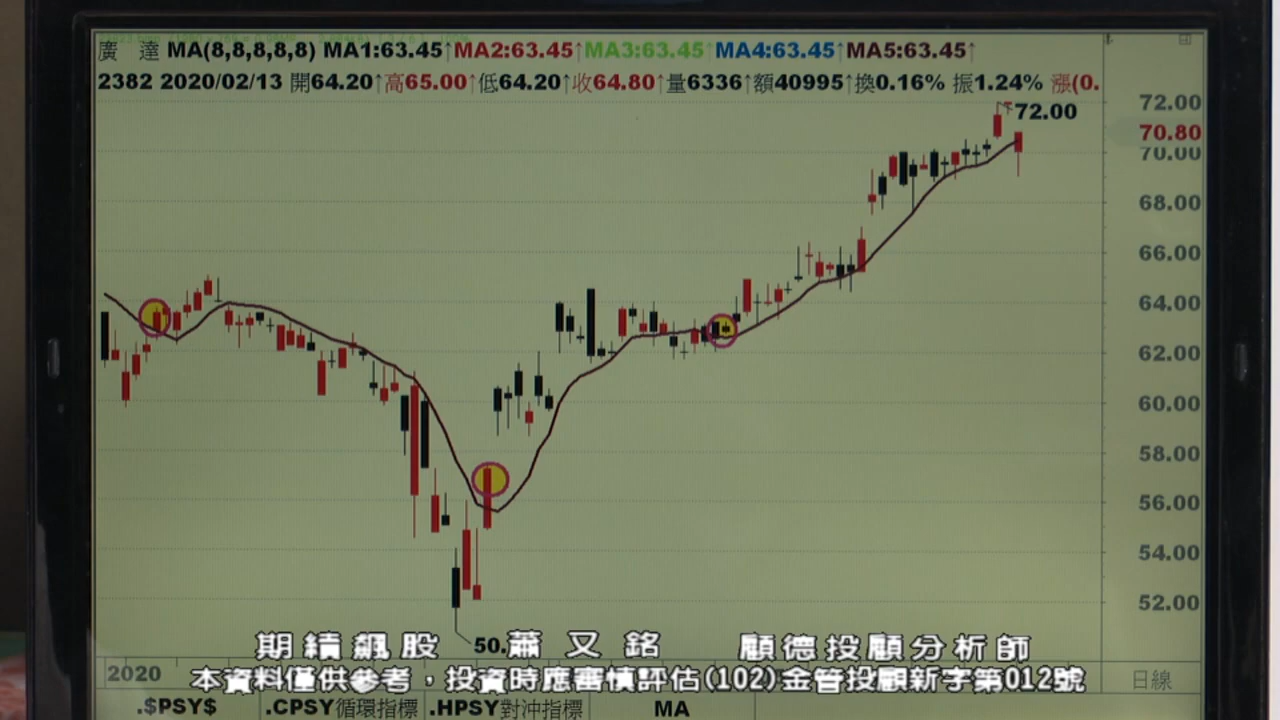 廣 達 MA(8,8,8,8,8) MA1:63.45↑MA2:63.45↑MA3:63.45↑MA4:63.45↑MA5:63.45↑
2382 2020/02/13 開64.20↑高65.00↑低64.20↑收64.80↑量6336↑額40995↑換0.16% 振1.24% 漲(0.
72.00
72.00
70.80
70.00
68.00
66.00
64.00
62.00
60.00
58.00
56.00
54.00
52.00
50.
期續飆股 蕭又銘 顧德投顧分析師
2020
日線
本資料僅供參考，投資時應審慎評估(102)金管投顧新字第012號
.$PSY$ .CPSY循環指標 .HPSY對沖指標 MA